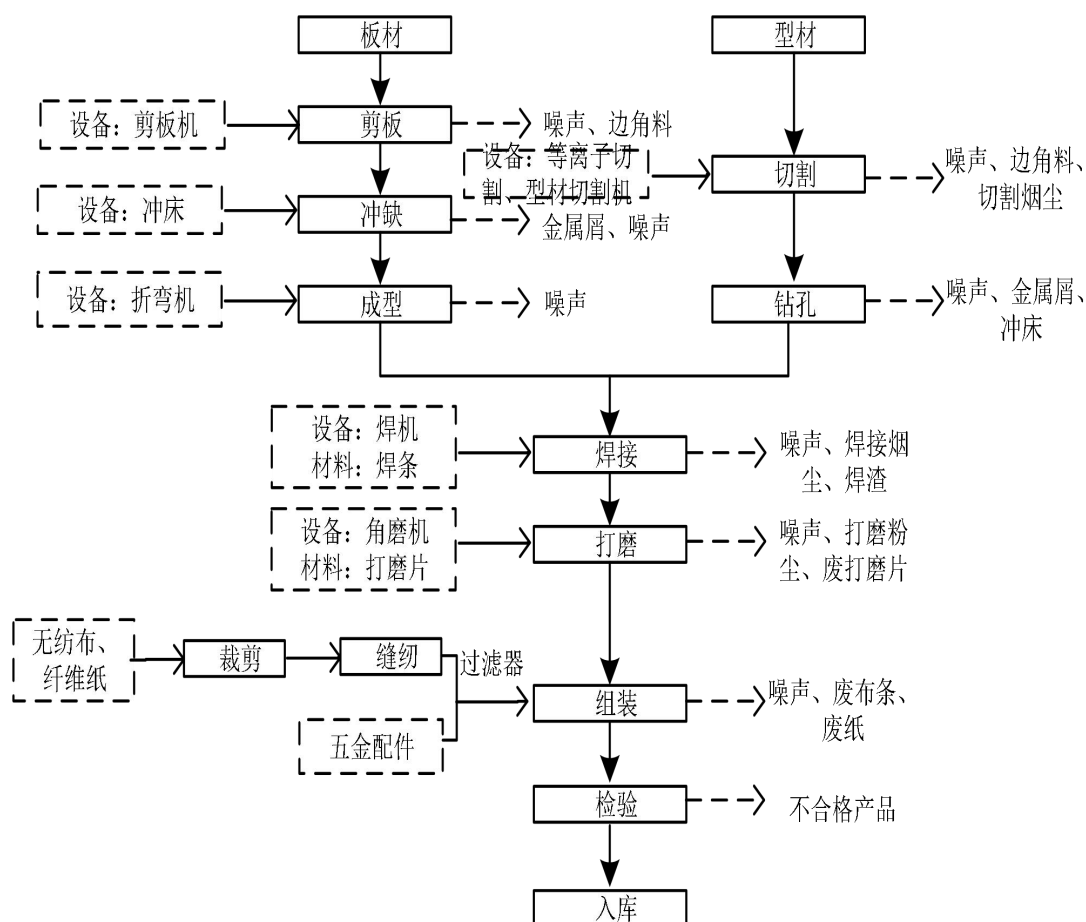 板材
型材
设备：剪板机
剪板
噪声、边角料
设备：等离子切
割、型材切割机
切割
噪声、边角料、
切割烟尘
设备：冲床
冲缺
金属屑、噪声
设备：折弯机
成型
噪声
钻孔
噪声、金属屑、
冲床
设备：焊机
材料：焊条
焊接
噪声、焊接烟
尘、焊渣
设备：角磨机
材料：打磨片
打磨
噪声、打磨粉
尘、废打磨片
无纺布、
纤维纸
裁剪
缝纫
过滤器
五金配件
组装
噪声、废布条、
废纸
检验
不合格产品
入库